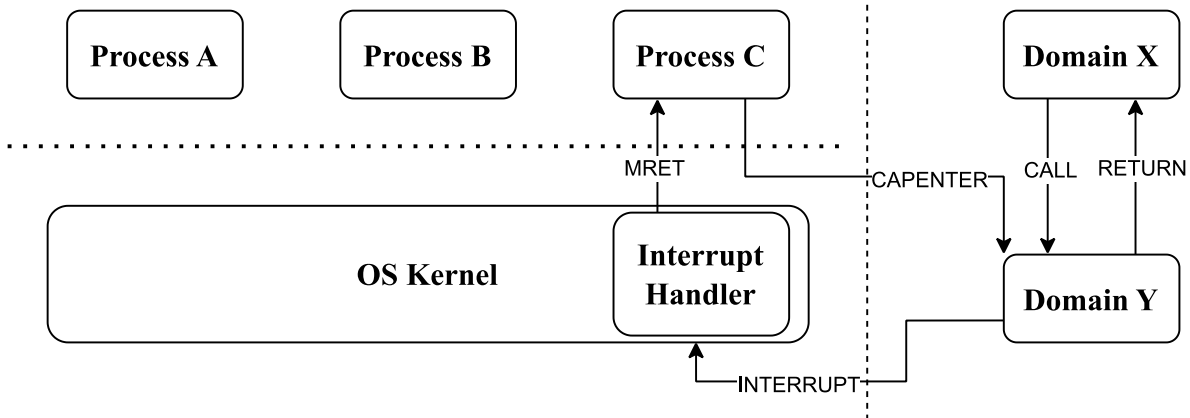 Process A
Process B
Process C
Domain X
MRET
CAPENTER
CALL
RETURN
OS Kernel
Interrupt
Handler
Domain Y
INTERRUPT